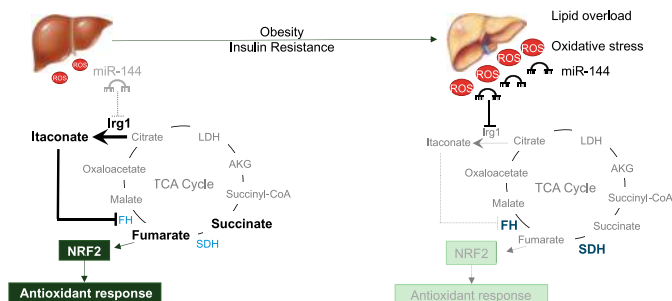 Obesity
Insulin Resistance
Lipid overload
Oxidative stress
miR-144
ROS
ROS
ROS
ROS
ROS
ROS
miR-144
Irg1
Itaconate
Citrate
LDH
Oxaloacetate
AKG
TCA Cycle
Malate
Succinyl-CoA
FH
Succinate
Fumarate
SDH
NRF2
Antioxidant response
Irg1
Itaconate
Citrate
LDH
Oxaloacetate
AKG
TCA Cycle
Malate
Succinyl-CoA
FH
Succinate
Fumarate
SDH
NRF2
Antioxidant response